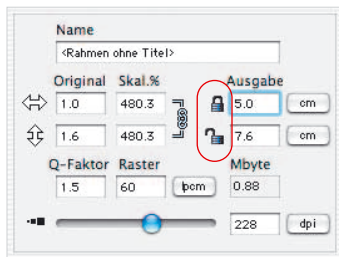 Name
<Rahmen ohne Titel>
Original Skal.% Ausgabe
1.0 480.3 5.0 cm
1.6 480.3 7.6 cm
Q-Faktor Raster Mbyte
1.5 60 lpcm 0.88
228 dpi